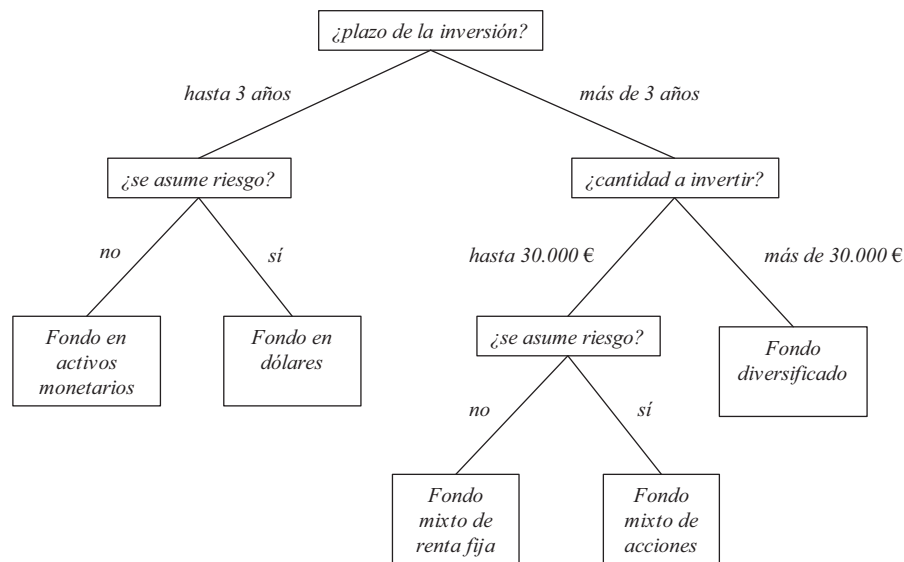 ¿plazo de la inversión?
hasta 3 años
más de 3 años
¿se asume riesgo?
¿cantidad a invertir?
no
sí
hasta 30.000 €
más de 30.000 €
Fondo en
activos
monetarios
Fondo en
dólares
¿se asume riesgo?
Fondo
diversificado
no
sí
Fondo
mixto de
renta fija
Fondo
mixto de
acciones